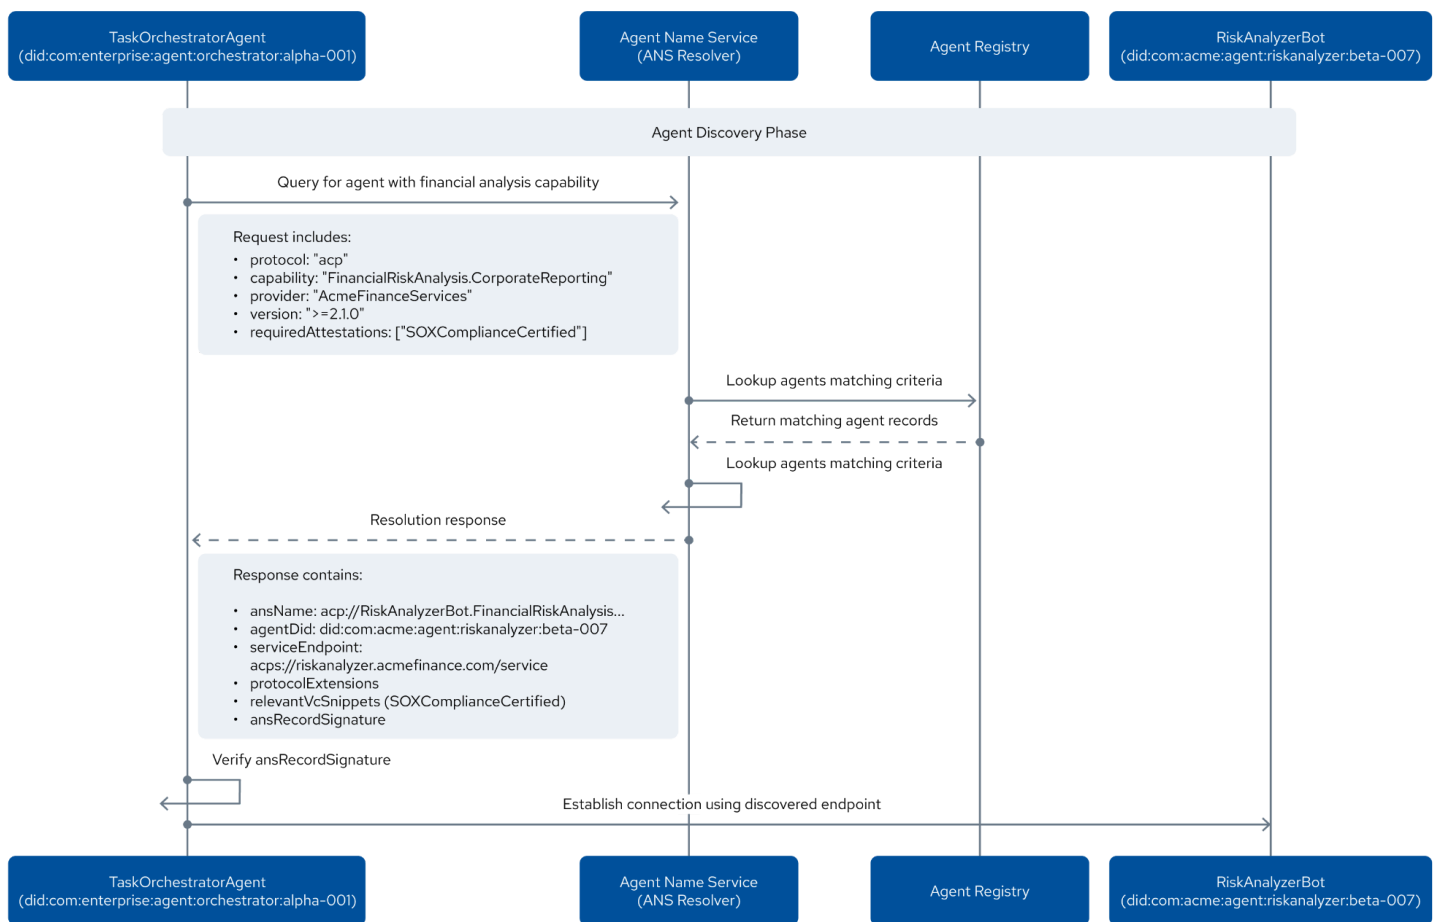 TaskOrchestratorAgent
(did:com:enterprise:agent:orchestrator:alpha-001)
Agent Name Service
(ANS Resolver)
Agent Registry
RiskAnalyzerBot
(did:com:acme:agent:riskanalyzer:beta-007)
Agent Discovery Phase
Query for agent with financial analysis capability
Request includes:
• protocol: "acp"
• capability: "FinancialRiskAnalysis.CorporateReporting"
• provider: "AcmeFinanceServices"
• version: ">=2.1.0"
• requiredAttestations: ["SOXComplianceCertified"]
Lookup agents matching criteria
Return matching agent records
Lookup agents matching criteria
Resolution response
Response contains:
• ansName: acp://RiskAnalyzerBot.FinancialRiskAnalysis...
• agentDid: did:com:acme:agent:riskanalyzer:beta-007
• serviceEndpoint:
acps://riskanalyzer.acmefinance.com/service
• protocolExtensions
• relevantVcSnippets (SOXComplianceCertified)
• ansRecordSignature
Verify ansRecordSignature
Establish connection using discovered endpoint
TaskOrchestratorAgent
(did:com:enterprise:agent:orchestrator:alpha-001)
Agent Name Service
(ANS Resolver)
Agent Registry
RiskAnalyzerBot
(did:com:acme:agent:riskanalyzer:beta-007)